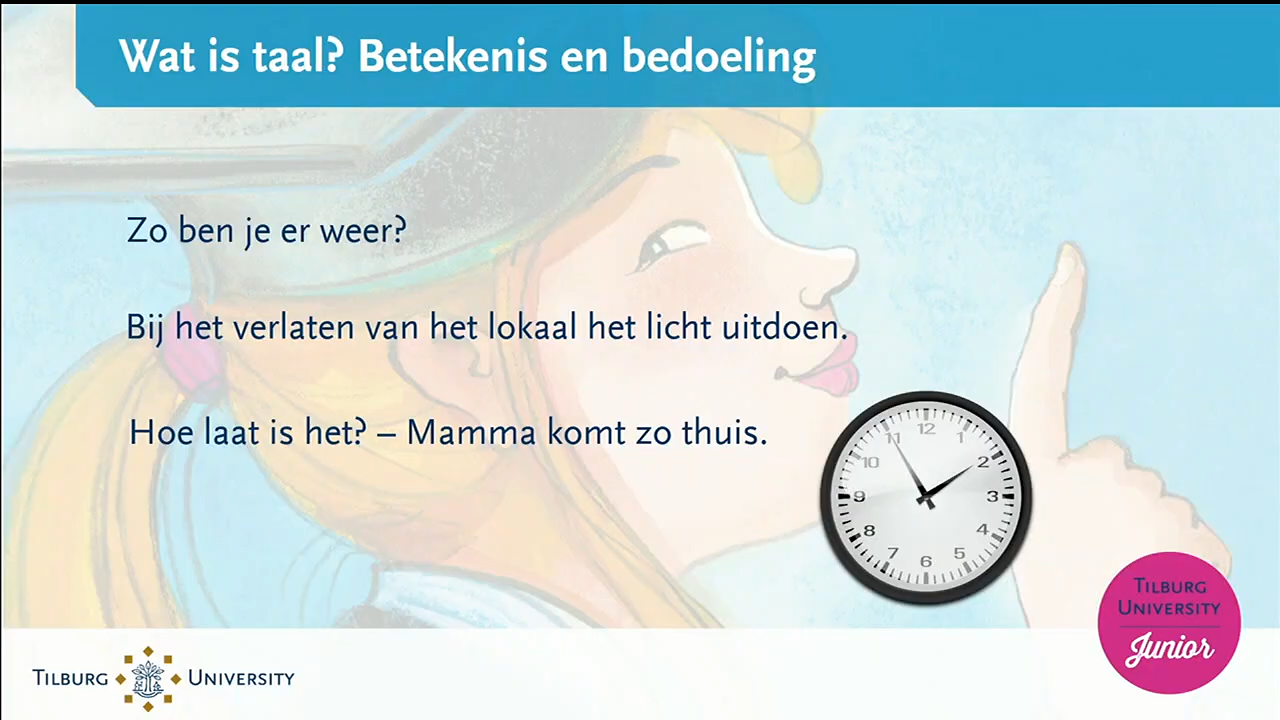 Wat is taal? Betekenis en bedoeling
Zo ben je er weer?
Bij het verlaten van het lokaal het licht uitdoen.
Hoe laat is het? – Mamma komt zo thuis.
12
11
1
10
2
9
3
8
4
7
5
6
TILBURG
UNIVERSITY
Junior
TILBURG UNIVERSITY